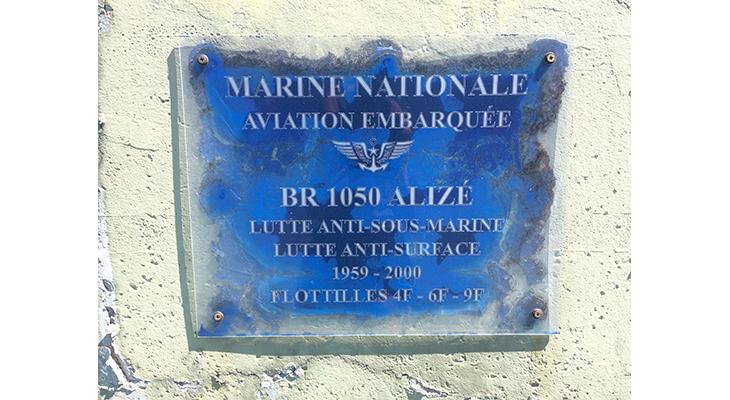 MARINE NATIONALE
AVIATION EMBARQUÉE
BR 1050 ALIZÉ
LUTTE ANTI-SOUS-MARINE
LUTTE ANTI-SURFACE
1959 - 2000
FLOTTILLES 4F - 6F - 9F